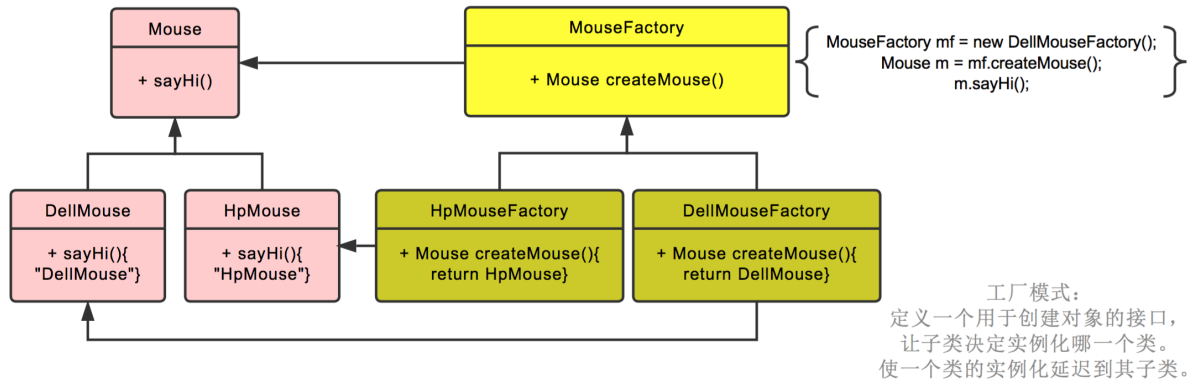 Mouse
+ sayHi()
MouseFactory
+ Mouse createMouse()
MouseFactory mf = new DellMouseFactory();
Mouse m = mf.createMouse();
m.sayHi();
DellMouse
+ sayHi(){
"DellMouse"}
HpMouse
+ sayHi(){
"HpMouse"}
HpMouseFactory
+ Mouse createMouse(){
return HpMouse}
DellMouseFactory
+ Mouse createMouse(){
return DellMouse}
工厂模式：
定义一个用于创建对象的接口，
让子类决定实例化哪一个类。
使一个类的实例化延迟到其子类。